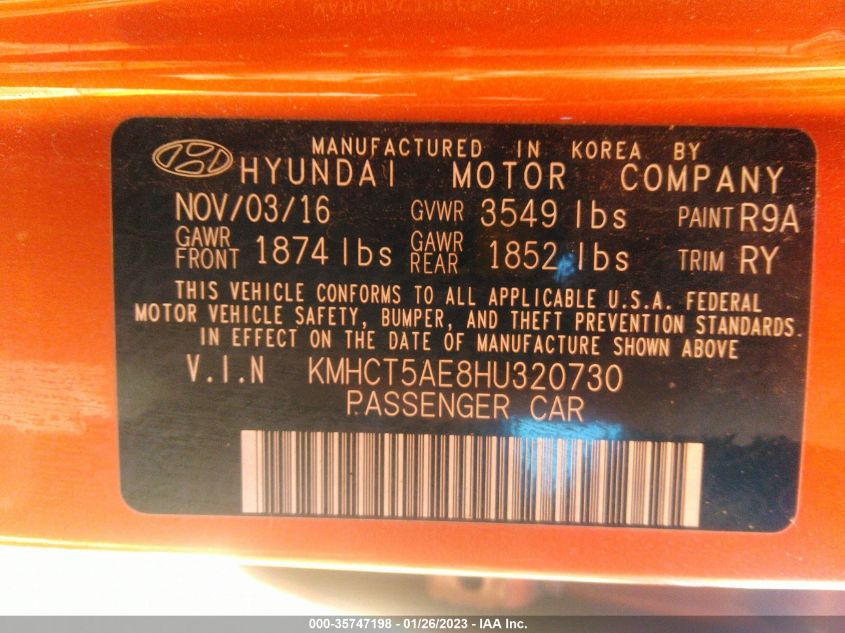 MANUFACTURED IN KOREA BY
HYUNDAI MOTOR COMPANY
NOV/03/16 GVWR 3549 lbs PAINT R9A
GAWR FRONT 1874 lbs GAWR REAR 1852 lbs TRIM RY
THIS VEHICLE CONFORMS TO ALL APPLICABLE U.S.A. FEDERAL
MOTOR VEHICLE SAFETY, BUMPER, AND THEFT PREVENTION STANDARDS
IN EFFECT ON THE DATE OF MANUFACTURE SHOWN ABOVE
V.I.N KMHCT5AE8HU320730
PASSENGER CAR
000-35747198 - 01/26/2023 - IAA Inc.